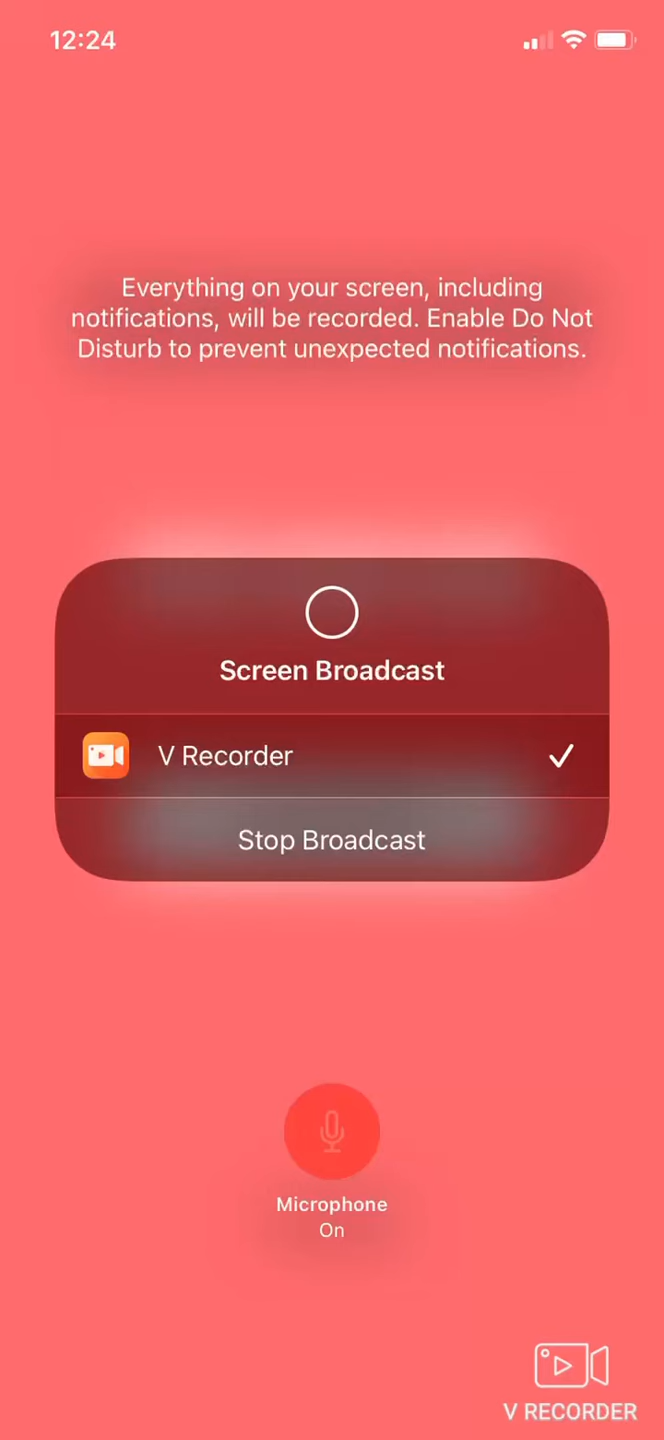 12:24
Everything on your screen, including
notifications, will be recorded. Enable Do Not
Disturb to prevent unexpected notifications.
Screen Broadcast
V Recorder
Stop Broadcast
Microphone
On
V RECORDER